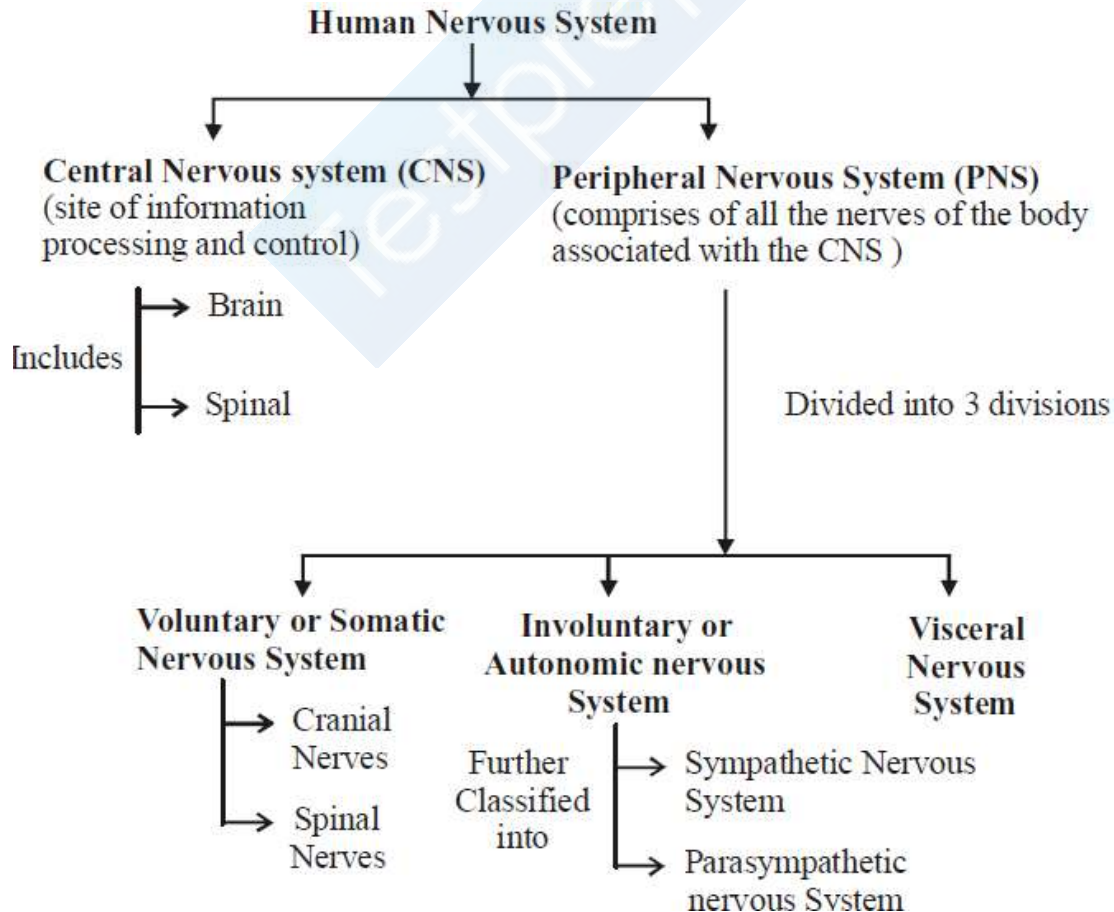 Human Nervous System
Central Nervous system (CNS)
(site of information
processing and control)
Includes
Brain
Spinal
Peripheral Nervous System (PNS)
(comprises of all the nerves of the body
associated with the CNS )
Divided into 3 divisions
Voluntary or Somatic
Nervous System
Cranial
Nerves
Spinal
Nerves
Involuntary or
Autonomic nervous
System
Further
Classified
into
Sympathetic Nervous
System
Parasympathetic
nervous System
Visceral
Nervous
System
Testprep